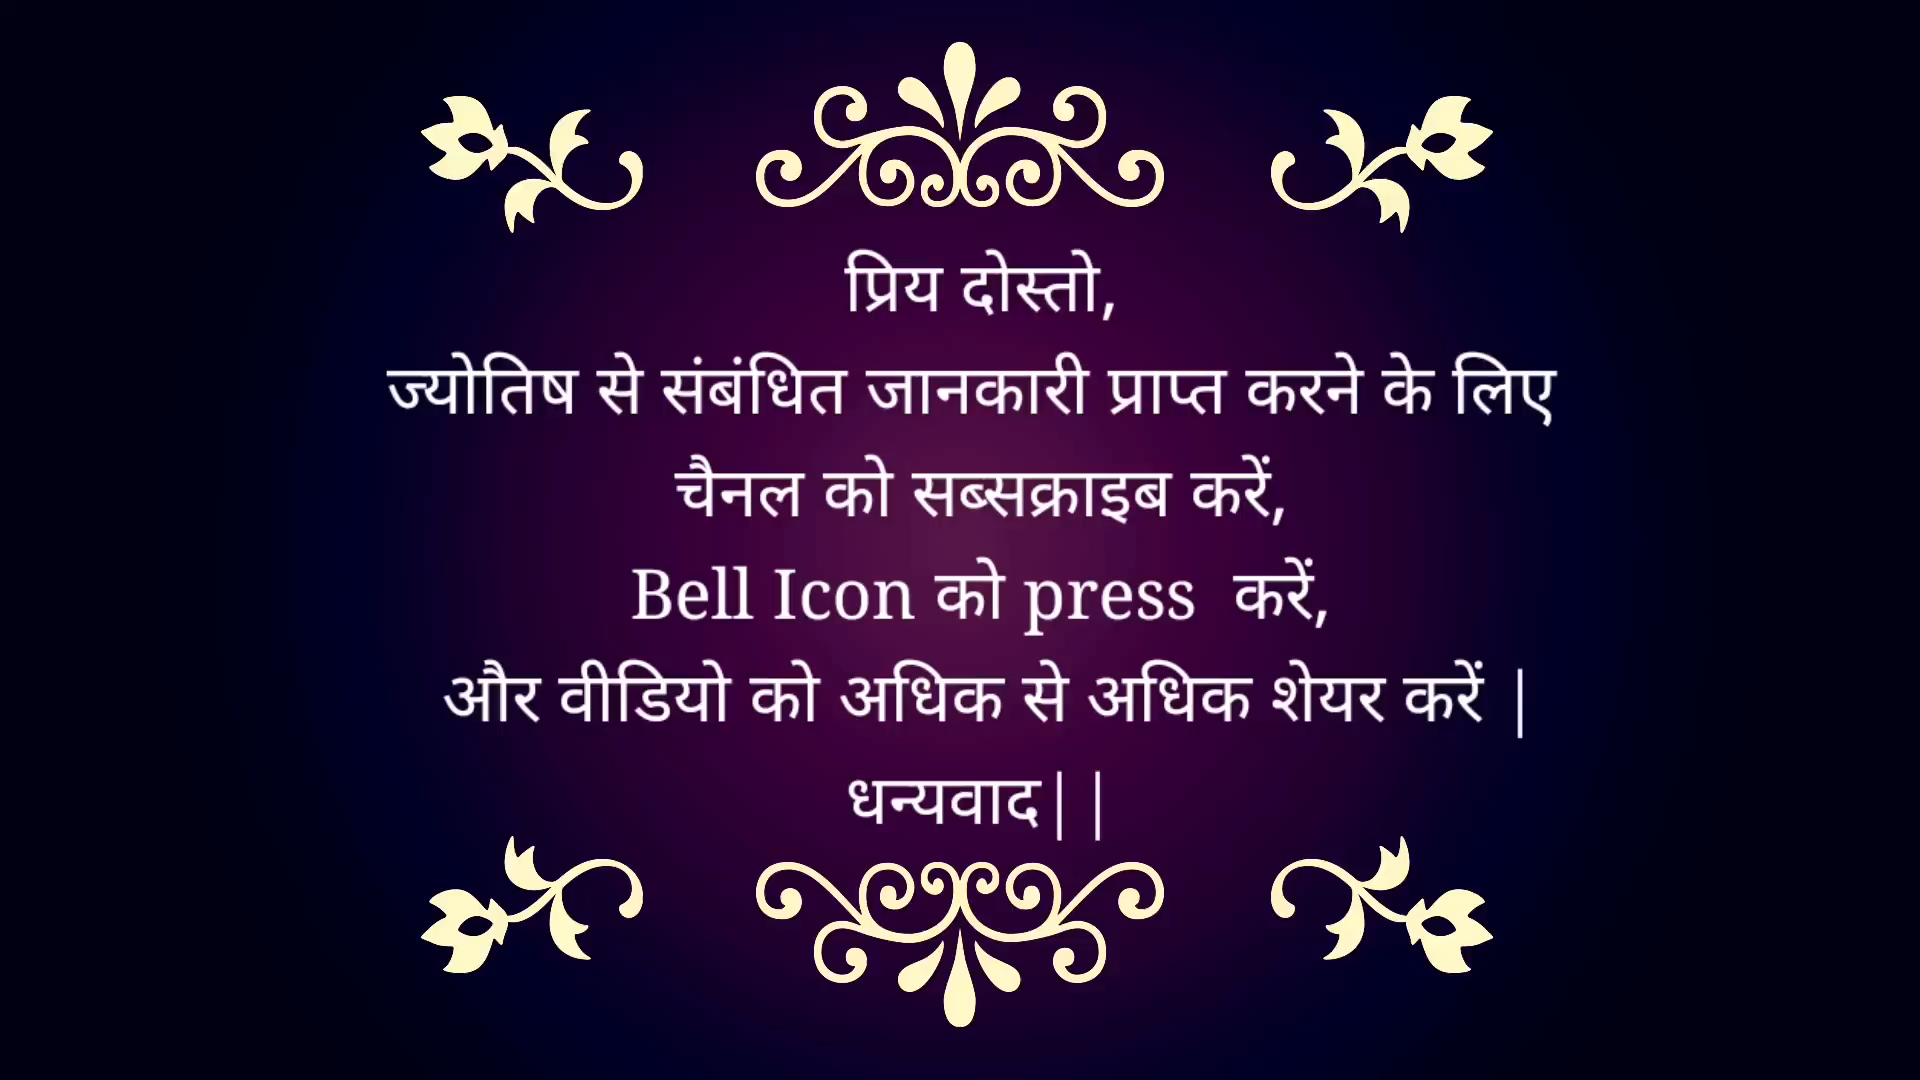 प्रिय दोस्तो,
ज्योतिष से संबंधित जानकारी प्राप्त करने के लिए
चैनल को सब्सक्राइब करें,
Bell Icon को press  करें,
और वीडियो को अधिक से अधिक शेयर करें |
धन्यवाद||